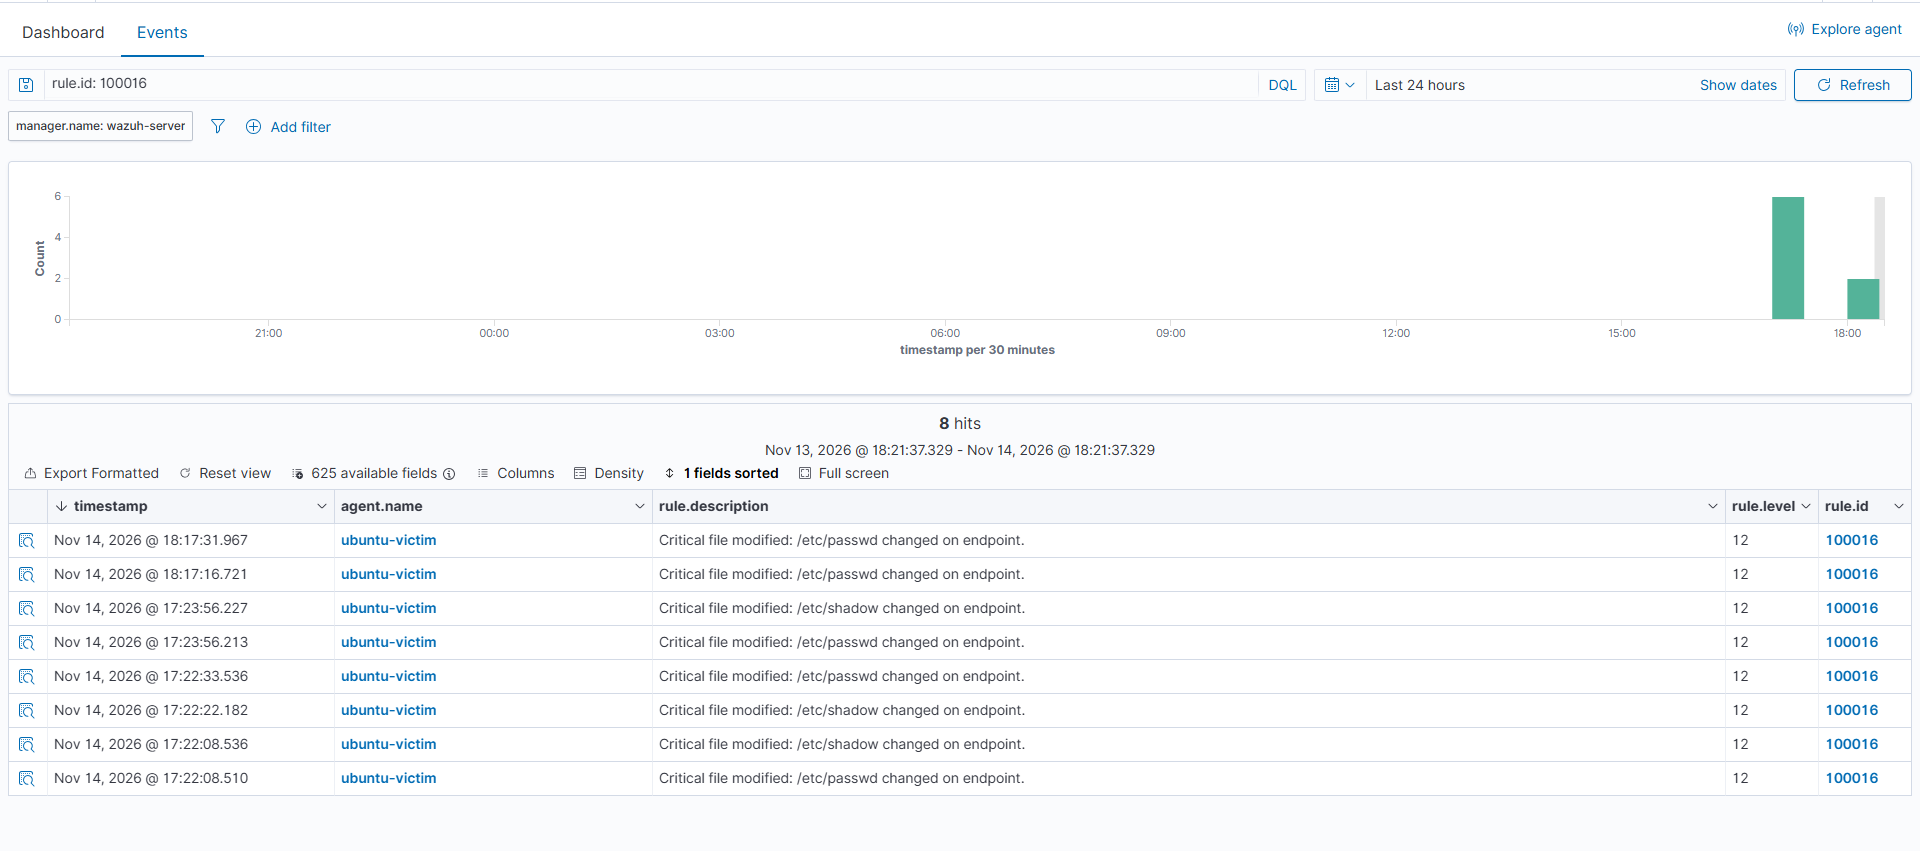 Dashboard Events Explore agent
rule.id: 100016 DQL Last 24 hours Show dates Refresh
manager.name: wazuh-server Add filter
6
4
2
0
Count
21:00 00:00 03:00 06:00 09:00 12:00 15:00 18:00
timestamp per 30 minutes
8 hits
Nov 13, 2026 @ 18:21:37.329 - Nov 14, 2026 @ 18:21:37.329
Export Formatted Reset view 625 available fields Columns Density 1 fields sorted Full screen
timestamp agent.name rule.description rule.level rule.id
Nov 14, 2026 @ 18:17:31.967 ubuntu-victim Critical file modified: /etc/passwd changed on endpoint. 12 100016
Nov 14, 2026 @ 18:17:16.721 ubuntu-victim Critical file modified: /etc/passwd changed on endpoint. 12 100016
Nov 14, 2026 @ 17:23:56.227 ubuntu-victim Critical file modified: /etc/shadow changed on endpoint. 12 100016
Nov 14, 2026 @ 17:23:56.213 ubuntu-victim Critical file modified: /etc/passwd changed on endpoint. 12 100016
Nov 14, 2026 @ 17:22:33.536 ubuntu-victim Critical file modified: /etc/passwd changed on endpoint. 12 100016
Nov 14, 2026 @ 17:22:22.182 ubuntu-victim Critical file modified: /etc/shadow changed on endpoint. 12 100016
Nov 14, 2026 @ 17:22:08.536 ubuntu-victim Critical file modified: /etc/shadow changed on endpoint. 12 100016
Nov 14, 2026 @ 17:22:08.510 ubuntu-victim Critical file modified: /etc/passwd changed on endpoint. 12 100016